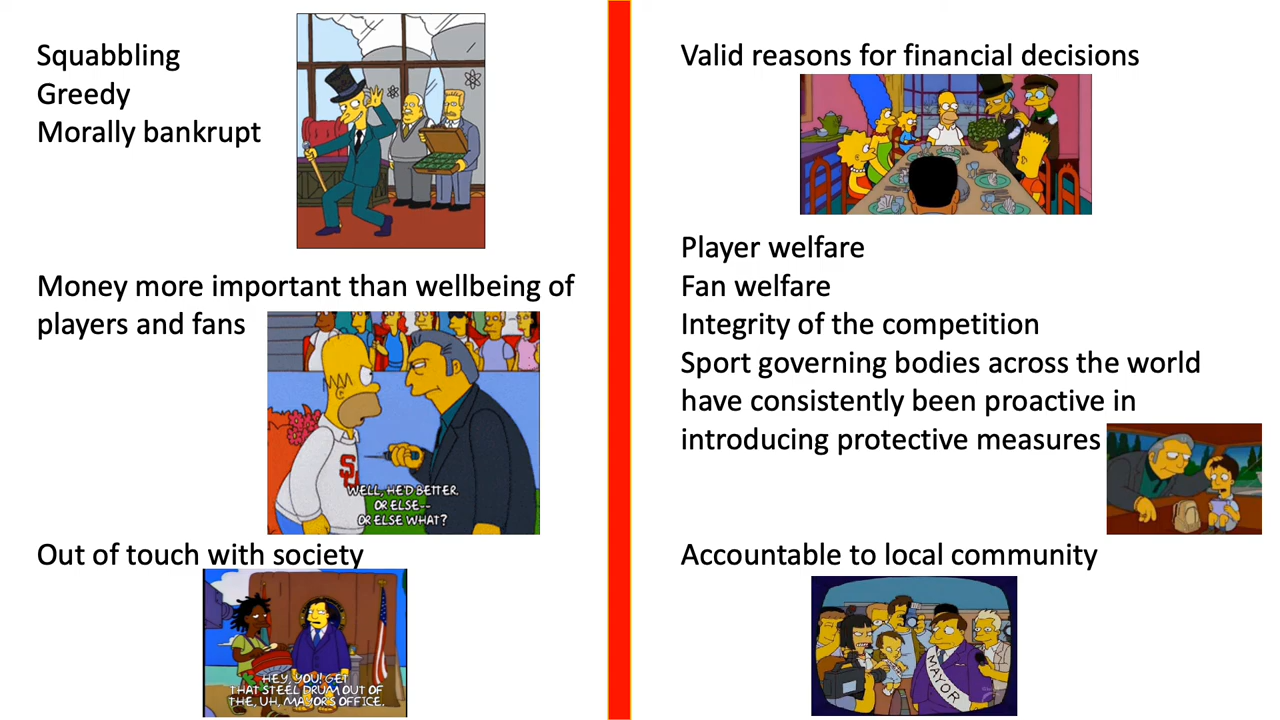 Squabbling
Greedy
Morally bankrupt
Money more important than wellbeing of
players and fans
WELL, HE'D BETTER.
OR ELSE--
OR ELSE WHAT?
Out of touch with society
HEY, YOU! GET
THAT STEEL DRUM OUT OF
THE, UH, MAYOR'S OFFICE.
Valid reasons for financial decisions
Player welfare
Fan welfare
Integrity of the competition
Sport governing bodies across the world
have consistently been proactive in
introducing protective measures
Accountable to local community
MAYOR